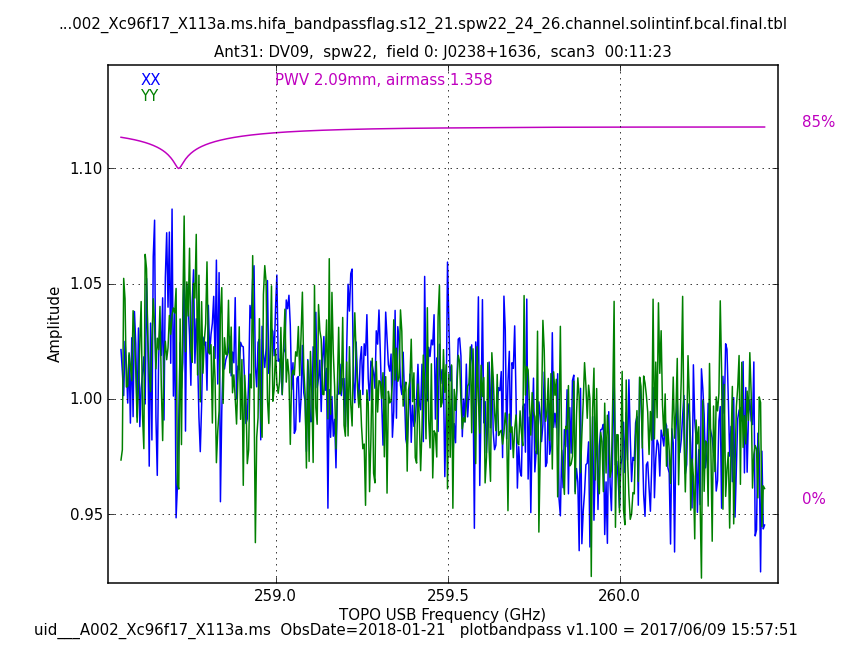 ...002_Xc96f17_X113a.ms.hifa_bandpassflag.s12_21.spw22_24_26.channel.solintinf.bcal.final.tbl
Ant31: DV09, spw22, field 0: J0238+1636, scan3 00:11:23
XX PWV 2.09mm, airmass 1.358
YY
85%
1.10
1.05
Amplitude
1.00
0%
0.95
259.0 259.5 260.0
TOPO USB Frequency (GHz)
uid___A002_Xc96f17_X113a.ms ObsDate=2018-01-21 plotbandpass v1.100 = 2017/06/09 15:57:51